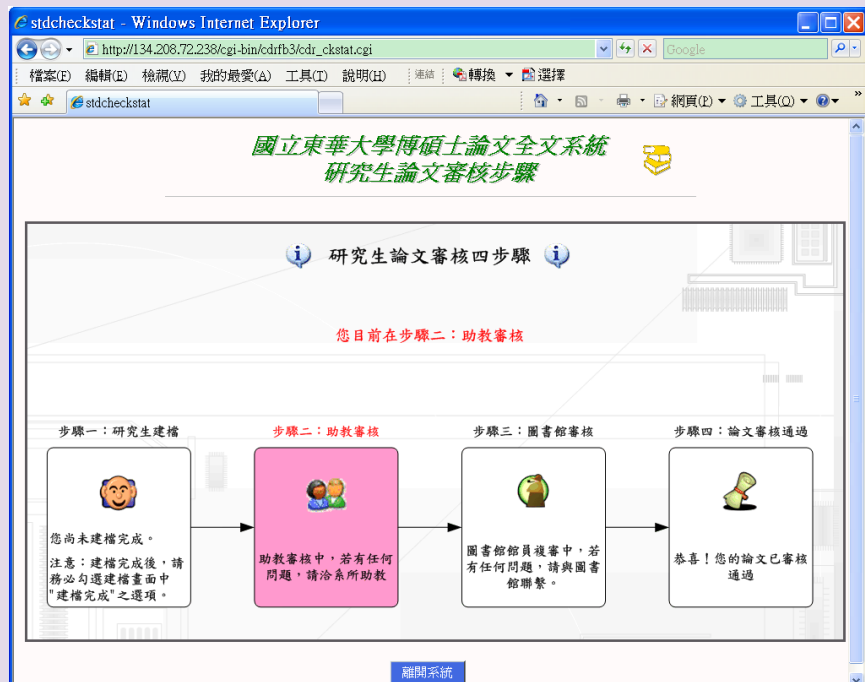 stdcheckstat - Windows Internet Explorer
http://134.208.72.238/cgi-bin/cdrfb3/cdr_ckstat.cgi
Google
檔案(F) 編輯(E) 檢視(V) 我的最愛(A) 工具(T) 說明(H) 連結 轉換 選擇
stdcheckstat
網頁(P) 工具(O) »
國立東華大學博碩士論文全文系統
研究生論文審核步驟
研究生論文審核四步驟
您目前在步驟二：助教審核
步驟一：研究生建檔
您尚未建檔完成。
注意：建檔完成後，請
務必勾選建檔畫面中
"建檔完成"之選項。
步驟二：助教審核
助教審核中，若有任何
問題，請洽系所助教
步驟三：圖書館審核
圖書館館員複審中，若
有任何問題，請與圖書
館聯繫。
步驟四：論文審核通過
恭喜！您的論文已審核
通過
離開系統